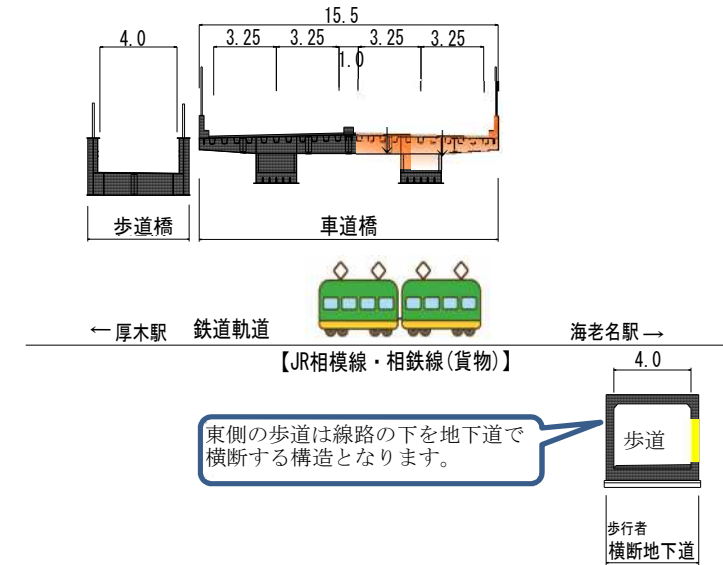 15.5
4.0
3.25 3.25 3.25 3.25
1.0
歩道橋
車道橋
←厚木駅
鉄道軌道
海老名駅→
【JR相模線・相鉄線(貨物)】
4.0
東側の歩道は線路の下を地下道で
横断する構造となります。
歩道
歩行者
横断地下道